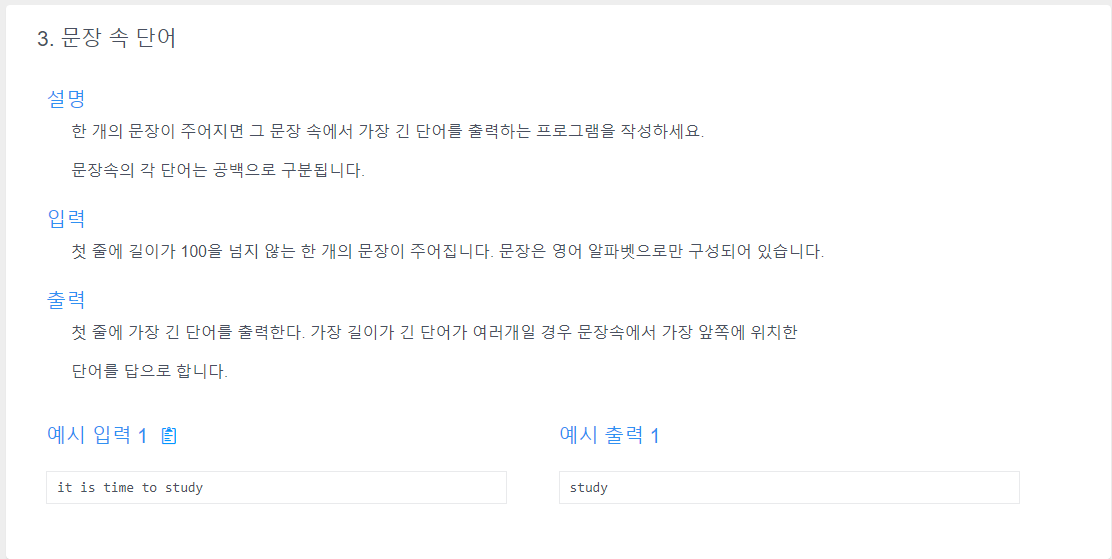 3. 문장 속 단어
설명
한 개의 문장이 주어지면 그 문장 속에서 가장 긴 단어를 출력하는 프로그램을 작성하세요.
문장속의 각 단어는 공백으로 구분됩니다.
입력
첫 줄에 길이가 100을 넘지 않는 한 개의 문장이 주어집니다. 문장은 영어 알파벳으로만 구성되어 있습니다.
출력
첫 줄에 가장 긴 단어를 출력한다. 가장 길이가 긴 단어가 여러개일 경우 문장속에서 가장 앞쪽에 위치한
단어를 답으로 합니다.
예시 입력 1
예시 출력 1
it is time to study
study